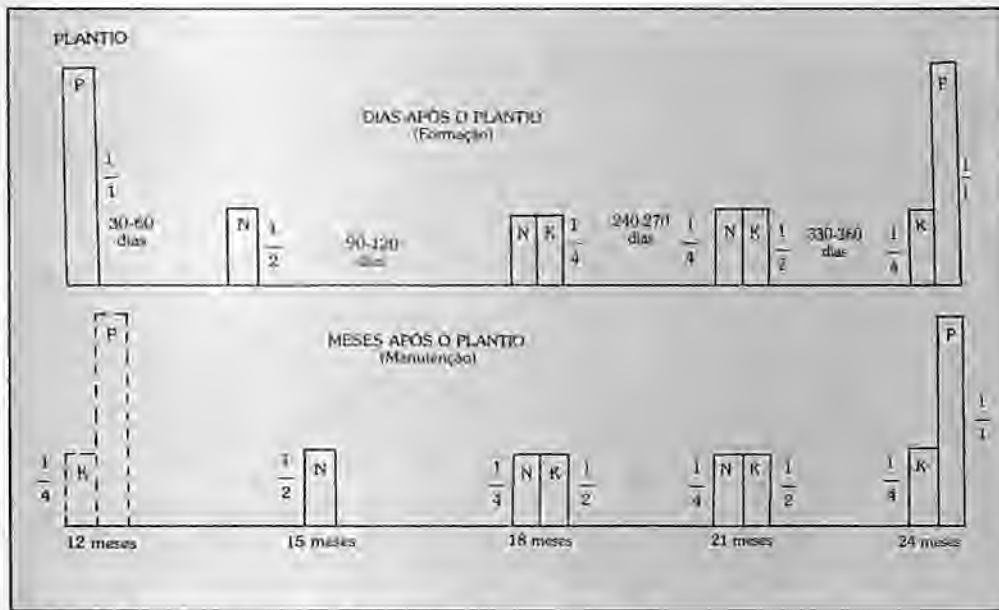 PLANTIO
P
DIAS APÓS O PLANTIO
(Formação)
1/1
30-60
dias
N
1/2
90-120
dias
N K
1/4
240-270
dias
1/4
N K
1/2
330-360
dias
1/4
K
P
1/1
MESES APÓS O PLANTIO
(Manutenção)
1/4
K
P
1/2
N
1/4
N K
1/2
1/4
N K
1/2
1/4
K
P
1/1
12 meses
15 meses
18 meses
21 meses
24 meses